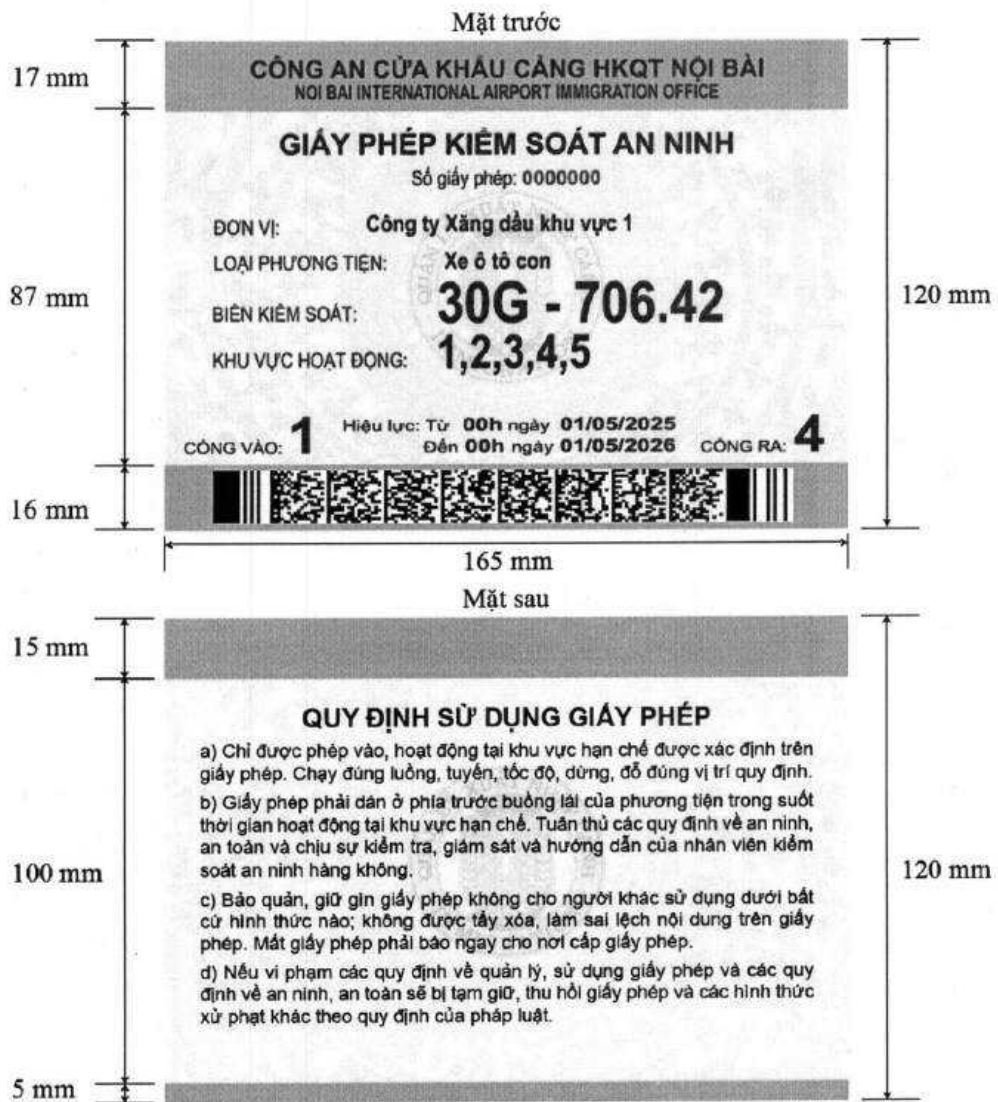 Mặt trước
17 mm
CÔNG AN CỬA KHẨU CẢNG HKQT NỘI BÀI
NOI BAI INTERNATIONAL AIRPORT IMMIGRATION OFFICE
GIẤY PHÉP KIỂM SOÁT AN NINH
Số giấy phép: 0000000
ĐƠN VỊ: Công ty Xăng dầu khu vực 1
LOẠI PHƯƠNG TIỆN: Xe ô tô con
87 mm
120 mm
BIỂN KIỂM SOÁT: 30G - 706.42
KHU VỰC HOẠT ĐỘNG: 1,2,3,4,5
Hiệu lực: Từ 00h ngày 01/05/2025
CỔNG VÀO: 1 Đến 00h ngày 01/05/2026 CỔNG RA: 4
16 mm
165 mm
Mặt sau
15 mm
QUY ĐỊNH SỬ DỤNG GIẤY PHÉP
a) Chỉ được phép vào, hoạt động tại khu vực hạn chế được xác định trên
giấy phép. Chạy đúng luồng, tuyến, tốc độ, dừng, đỗ đúng vị trí quy định.
b) Giấy phép phải dán ở phía trước buồng lái của phương tiện trong suốt
thời gian hoạt động tại khu vực hạn chế. Tuân thủ các quy định về an ninh,
an toàn và chịu sự kiểm tra, giám sát và hướng dẫn của nhân viên kiểm
soát an ninh hàng không.
100 mm
120 mm
c) Bảo quản, giữ gìn giấy phép không cho người khác sử dụng dưới bất
cứ hình thức nào; không được tẩy xóa, làm sai lệch nội dung trên giấy
phép. Mất giấy phép phải báo ngay cho nơi cấp giấy phép.
d) Nếu vi phạm các quy định về quản lý, sử dụng giấy phép và các quy
định về an ninh, an toàn sẽ bị tạm giữ, thu hồi giấy phép và các hình thức
xử phạt khác theo quy định của pháp luật.
5 mm